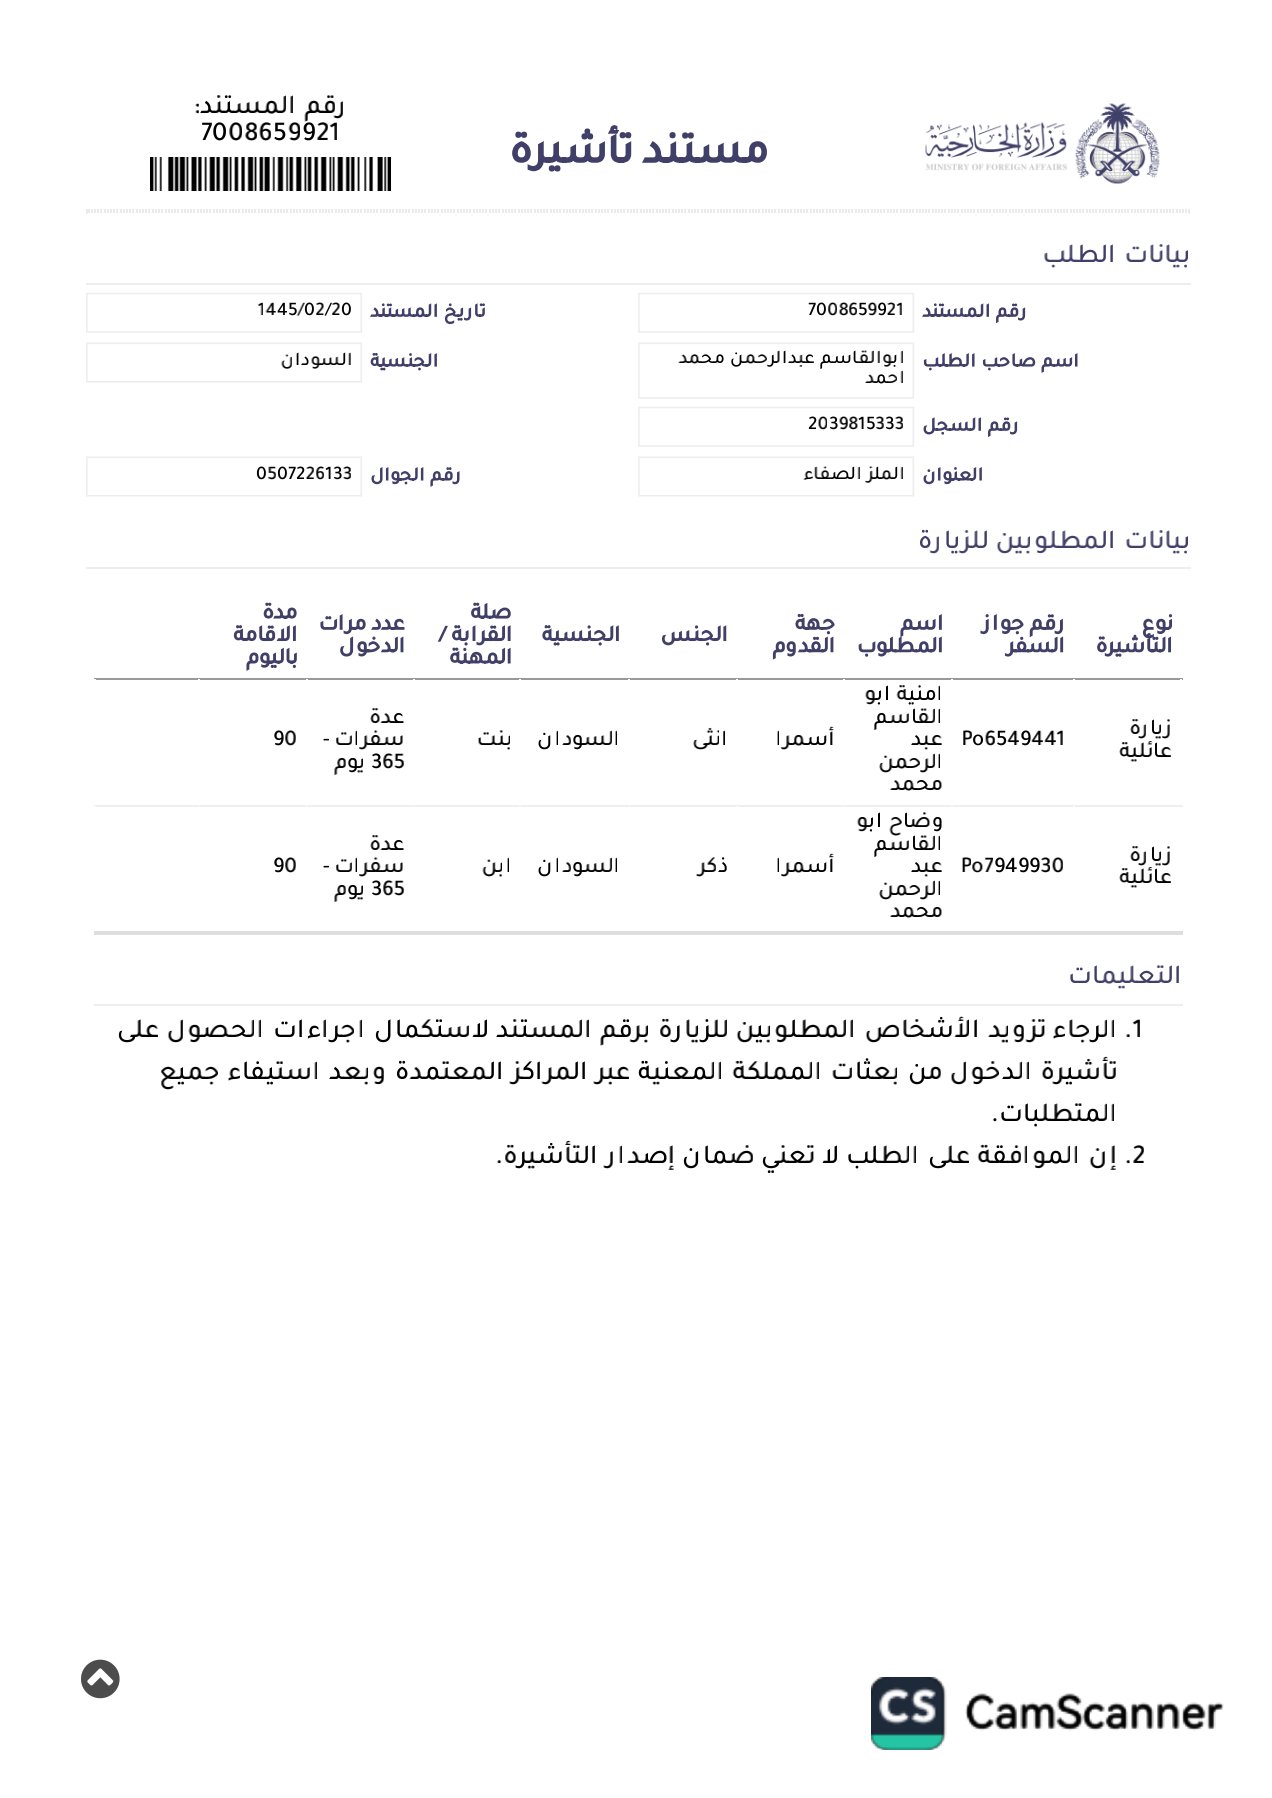 وزارة الخارجية
MINISTRY OF FOREIGN AFFAIRS
مستند تأشيرة
رقم المستند:
7008659921
بيانات الطلب
رقم المستند 7008659921 تاريخ المستند 1445/02/20
اسم صاحب الطلب ابوالقاسم عبدالرحمن محمد احمد الجنسية السودان
رقم السجل 2039815333
العنوان الملز الصفاء رقم الجوال 0507226133
بيانات المطلوبين للزيارة
نوع التأشيرة رقم جواز السفر اسم المطلوب جهة القدوم الجنس الجنسية صلة القرابة / المهنة عدد مرات الدخول مدة الاقامة باليوم
زيارة عائلية Po6549441 امنية ابو القاسم عبد الرحمن محمد أسمرا انثى السودان بنت عدة سفرات - 365 يوم 90
زيارة عائلية Po7949930 وضاح ابو القاسم عبد الرحمن محمد أسمرا ذكر السودان ابن عدة سفرات - 365 يوم 90
التعليمات
1. الرجاء تزويد الأشخاص المطلوبين للزيارة برقم المستند لاستكمال اجراءات الحصول على
تأشيرة الدخول من بعثات المملكة المعنية عبر المراكز المعتمدة وبعد استيفاء جميع
المتطلبات.
2. إن الموافقة على الطلب لا تعني ضمان إصدار التأشيرة.
CS CamScanner